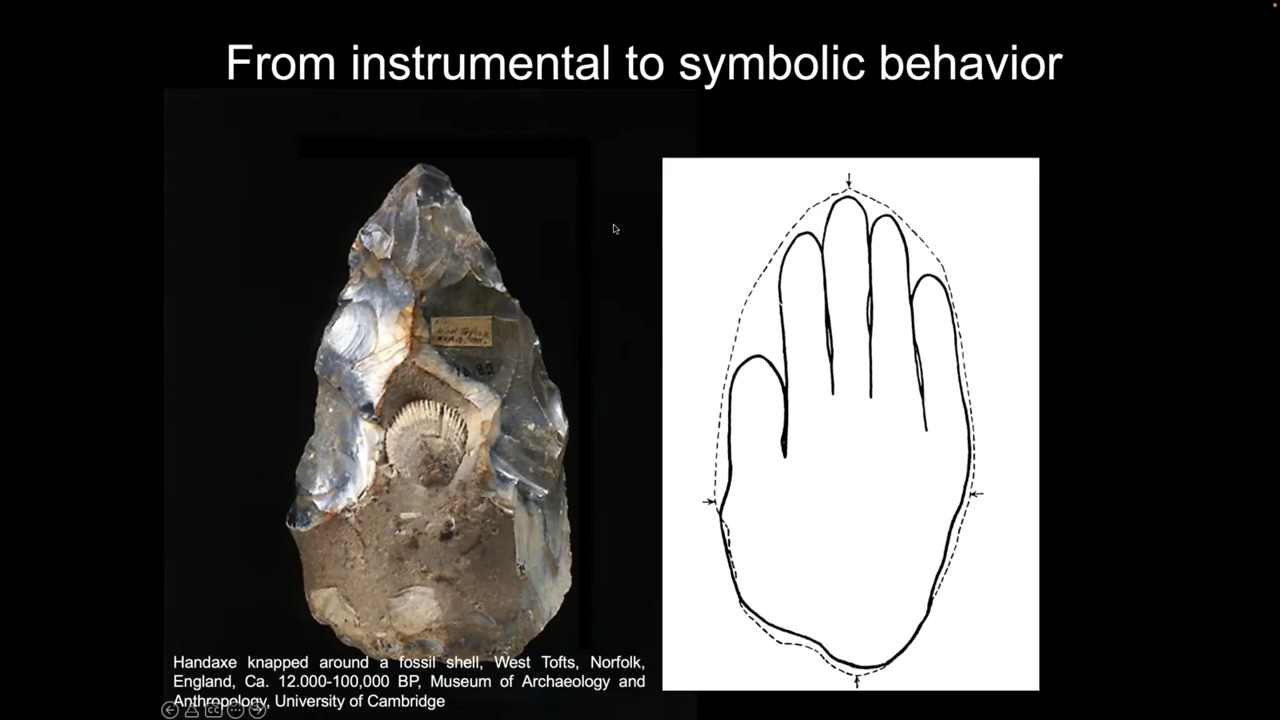 From instrumental to symbolic behavior
Handaxe knapped around a fossil shell, West Tofts, Norfolk,
England, Ca. 12.000-100,000 BP, Museum of Archaeology and
Anthropology, University of Cambridge